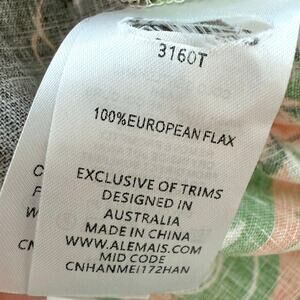 3160T
100%EUROPEAN FLAX
EXCLUSIVE OF TRIMS
DESIGNED IN
AUSTRALIA
MADE IN CHINA
WWW.ALEMAIS.COM
MID CODE
CNHANMEI172HAN